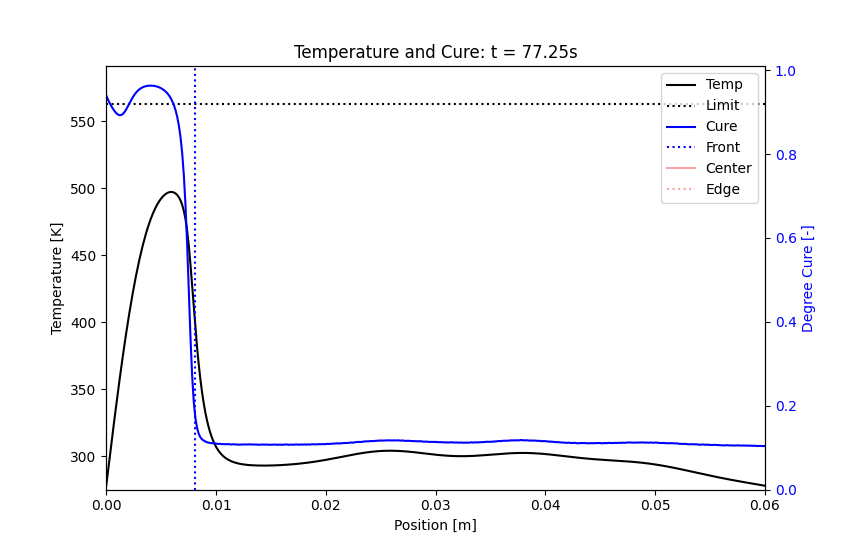 Temperature and Cure: t = 77.25s
Temp
Limit
Cure
Front
Center
Edge
Temperature [K]
550
500
450
400
350
300
1.0
0.8
0.6
0.4
0.2
0.0
Degree Cure [-]
0.00 0.01 0.02 0.03 0.04 0.05 0.06
Position [m]